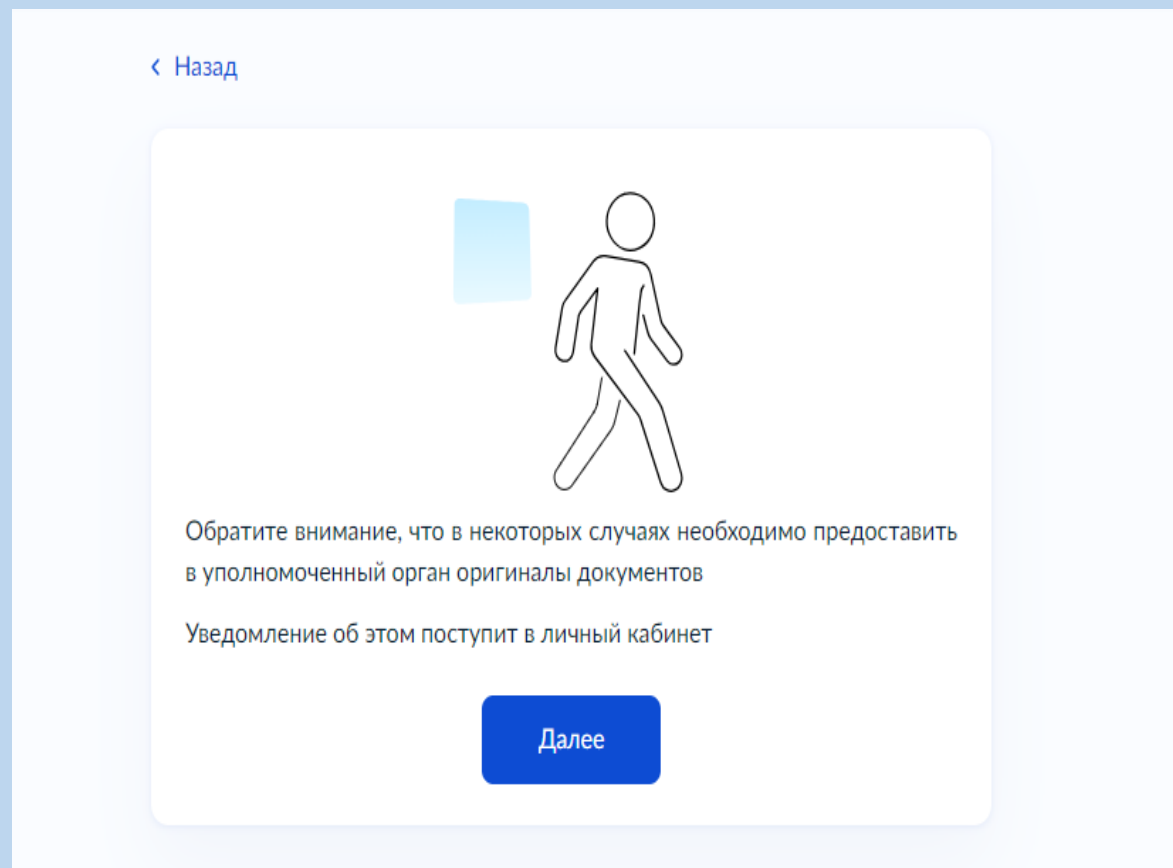 Назад
Обратите внимание, что в некоторых случаях необходимо предоставить
в уполномоченный орган оригиналы документов
Уведомление об этом поступит в личный кабинет
Далее